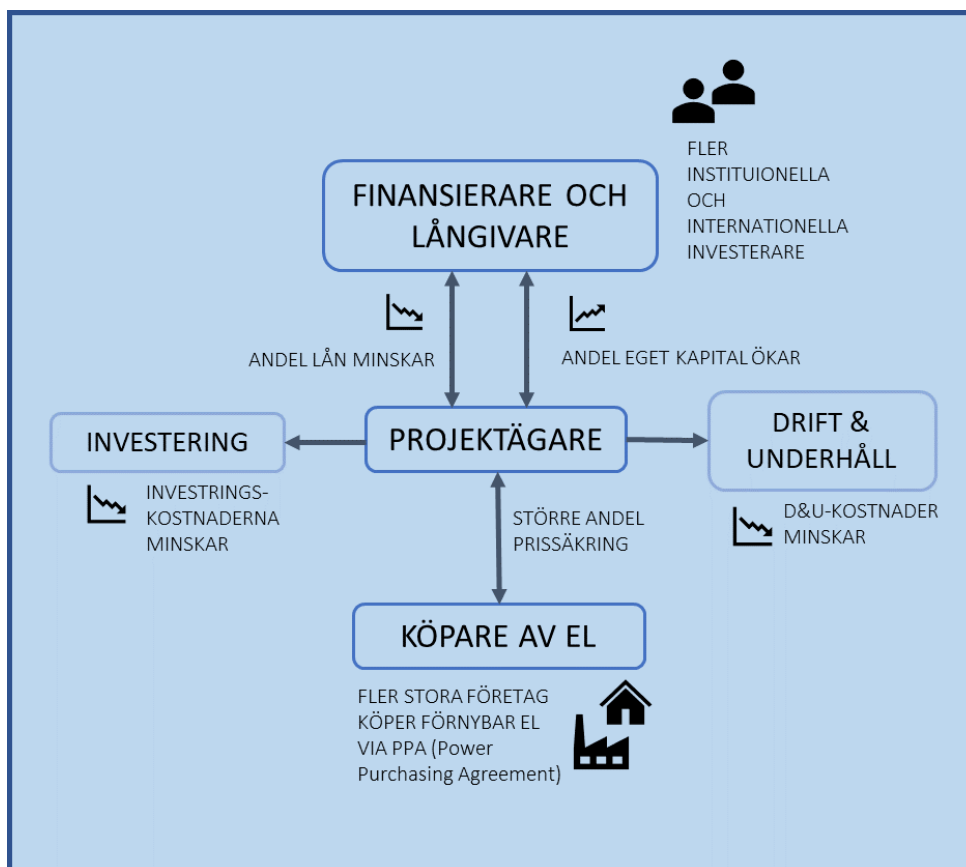 FLER
INSTITUIONELLA
OCH
INTERNATIONELLA
INVESTERARE
FINANSIERARE OCH
LÅNGIVARE
ANDEL LÅN MINSKAR
ANDEL EGET KAPITAL ÖKAR
INVESTERING
PROJEKTÄGARE
DRIFT &
UNDERHÅLL
INVESTRINGS-
KOSTNADERNA
MINSKAR
STÖRRE ANDEL
PRISSÄKRING
D&U-KOSTNADER
MINSKAR
KÖPARE AV EL
FLER STORA FÖRETAG
KÖPER FÖRNYBAR EL
VIA PPA (Power
Purchasing Agreement)